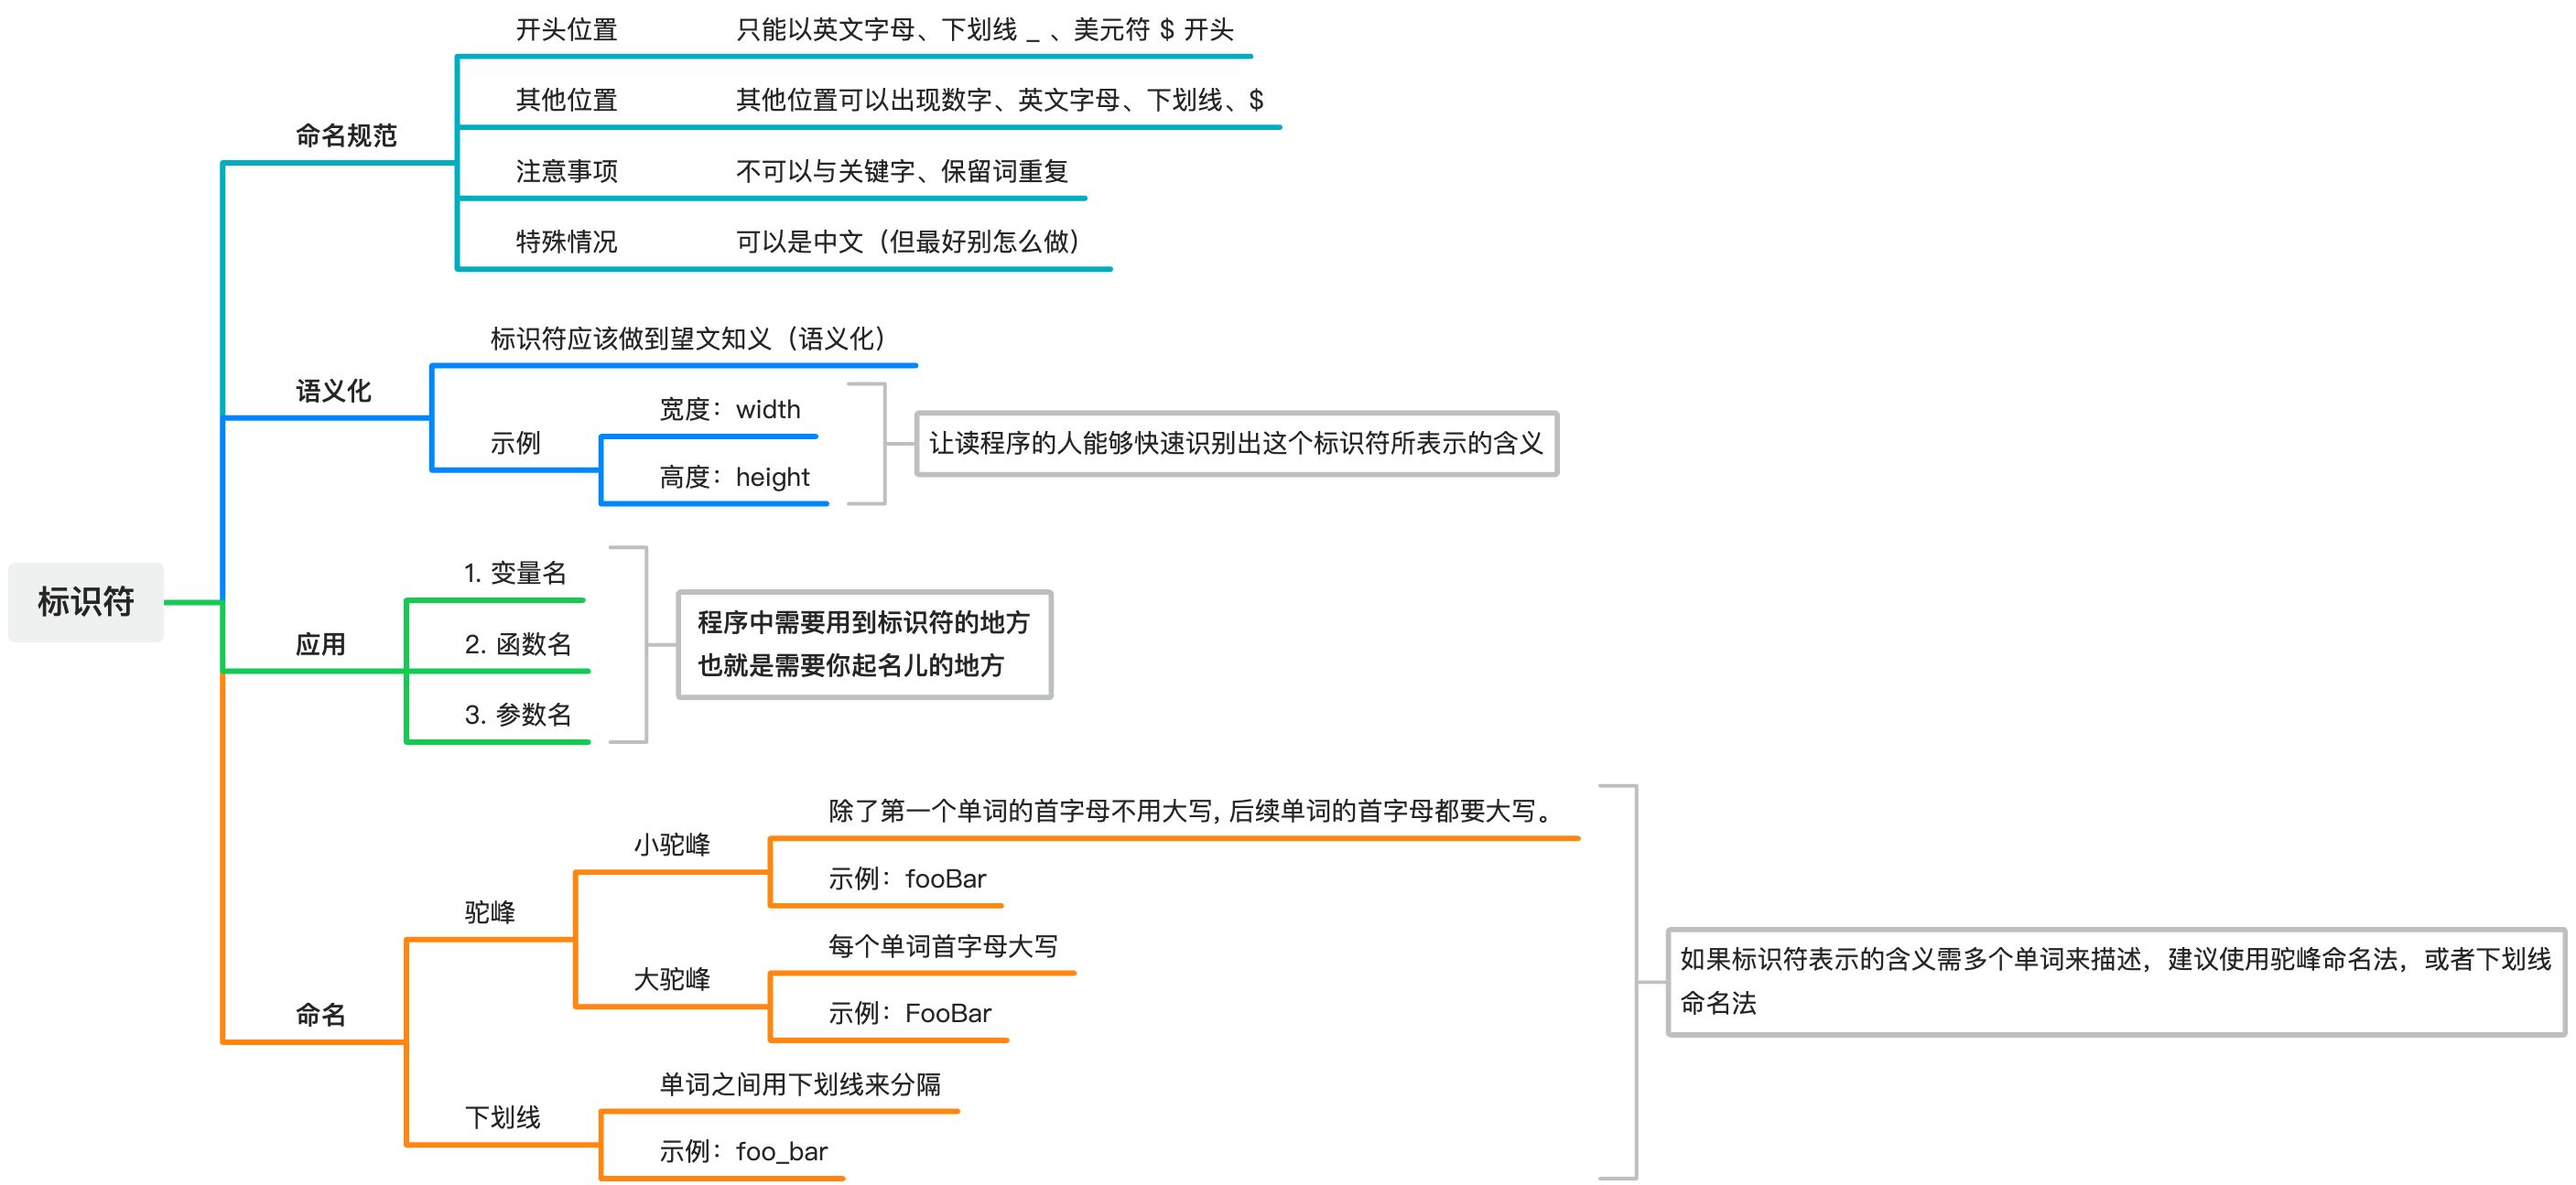 标识符
命名规范
开头位置 只能以英文字母、下划线 _ 、美元符 $ 开头
其他位置 其他位置可以出现数字、英文字母、下划线、$
注意事项 不可以与关键字、保留词重复
特殊情况 可以是中文（但最好别怎么做）
语义化
标识符应该做到望文知义（语义化）
示例
宽度：width
高度：height
让读程序的人能够快速识别出这个标识符所表示的含义
应用
1. 变量名
2. 函数名
3. 参数名
程序中需要用到标识符的地方
也就是需要你起名儿的地方
命名
驼峰
小驼峰
除了第一个单词的首字母不用大写, 后续单词的首字母都要大写。
示例：fooBar
大驼峰
每个单词首字母大写
示例：FooBar
下划线
单词之间用下划线来分隔
示例：foo_bar
如果标识符表示的含义需多个单词来描述，建议使用驼峰命名法，或者下划线
命名法